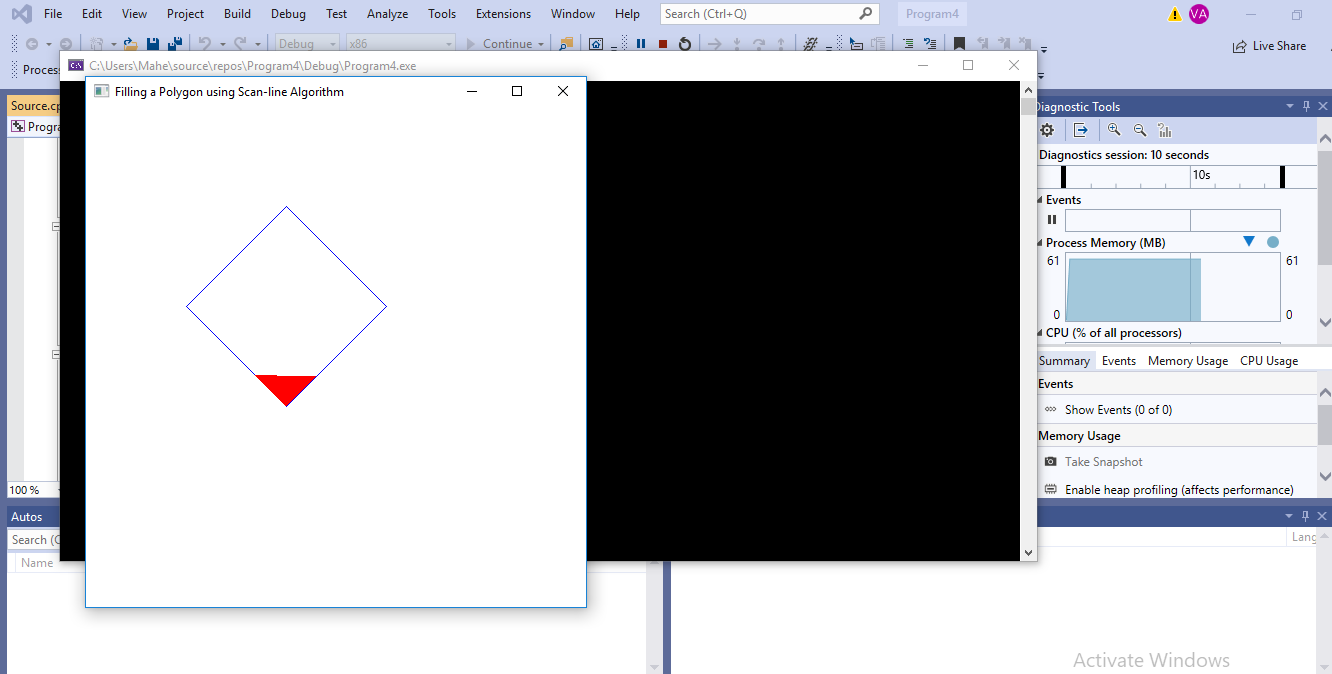 File Edit View Project Build Debug Test Analyze Tools Extensions Window Help Search (Ctrl+Q) Program4 VA
Debug x86 Continue Live Share
Process
C:\Users\Mahe\source\repos\Program4\Debug\Program4.exe
Filling a Polygon using Scan-line Algorithm
Source.cp
Progra
Diagnostic Tools
Diagnostics session: 10 seconds
10s
Events
Process Memory (MB)
61 61
0 0
CPU (% of all processors)
Summary Events Memory Usage CPU Usage
Events
Show Events (0 of 0)
Memory Usage
Take Snapshot
Enable heap profiling (affects performance)
100 %
Autos
Search (C
Name
Lang
Activate Windows